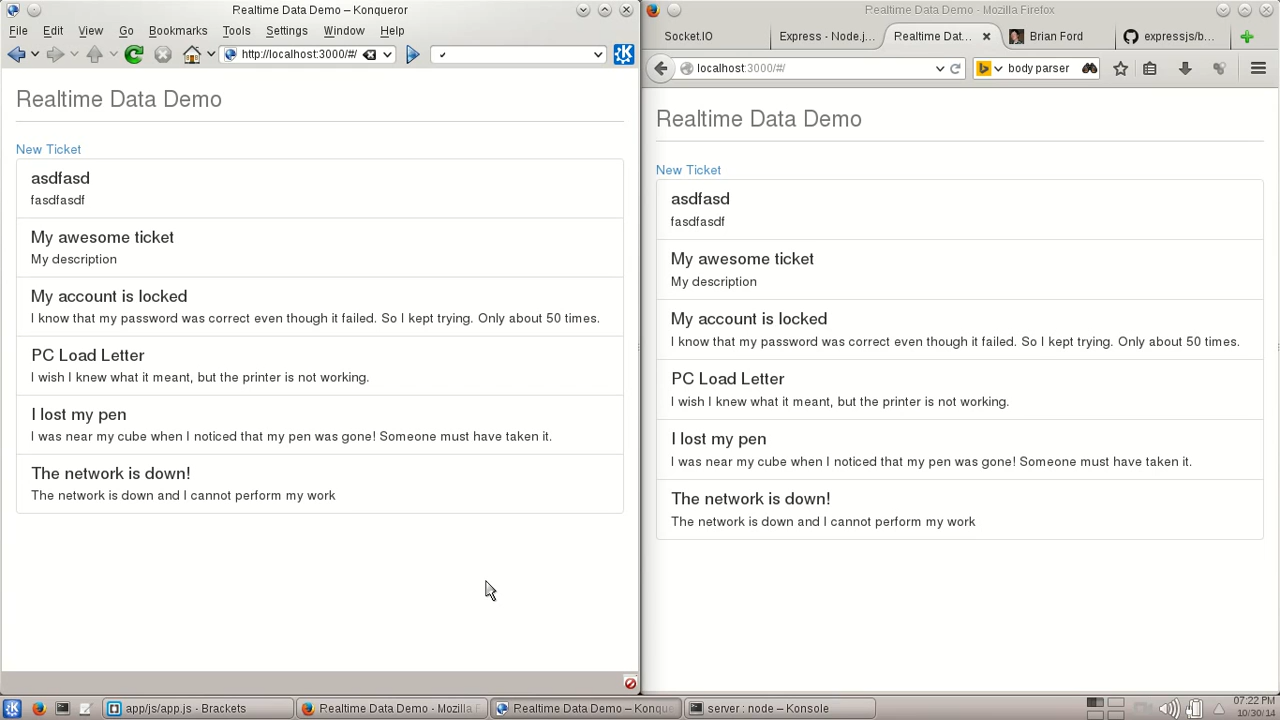 Realtime Data Demo – Konqueror
File Edit View Go Bookmarks Tools Settings Window Help
http://localhost:3000/#/
Realtime Data Demo
New Ticket
asdfasd
fasdfasdf
My awesome ticket
My description
My account is locked
I know that my password was correct even though it failed. So I kept trying. Only about 50 times.
PC Load Letter
I wish I knew what it meant, but the printer is not working.
I lost my pen
I was near my cube when I noticed that my pen was gone! Someone must have taken it.
The network is down!
The network is down and I cannot perform my work
Realtime Data Demo - Mozilla Firefox
Socket.IO
Express - Node.j...
Realtime Dat...
Brian Ford
expressjs/b...
localhost:3000/#/
body parser
Realtime Data Demo
New Ticket
asdfasd
fasdfasdf
My awesome ticket
My description
My account is locked
I know that my password was correct even though it failed. So I kept trying. Only about 50 times.
PC Load Letter
I wish I knew what it meant, but the printer is not working.
I lost my pen
I was near my cube when I noticed that my pen was gone! Someone must have taken it.
The network is down!
The network is down and I cannot perform my work
app/js/app.js - Brackets
Realtime Data Demo - Mozilla F
Realtime Data Demo – Konque
server : node – Konsole
07:22 PM
10/30/14